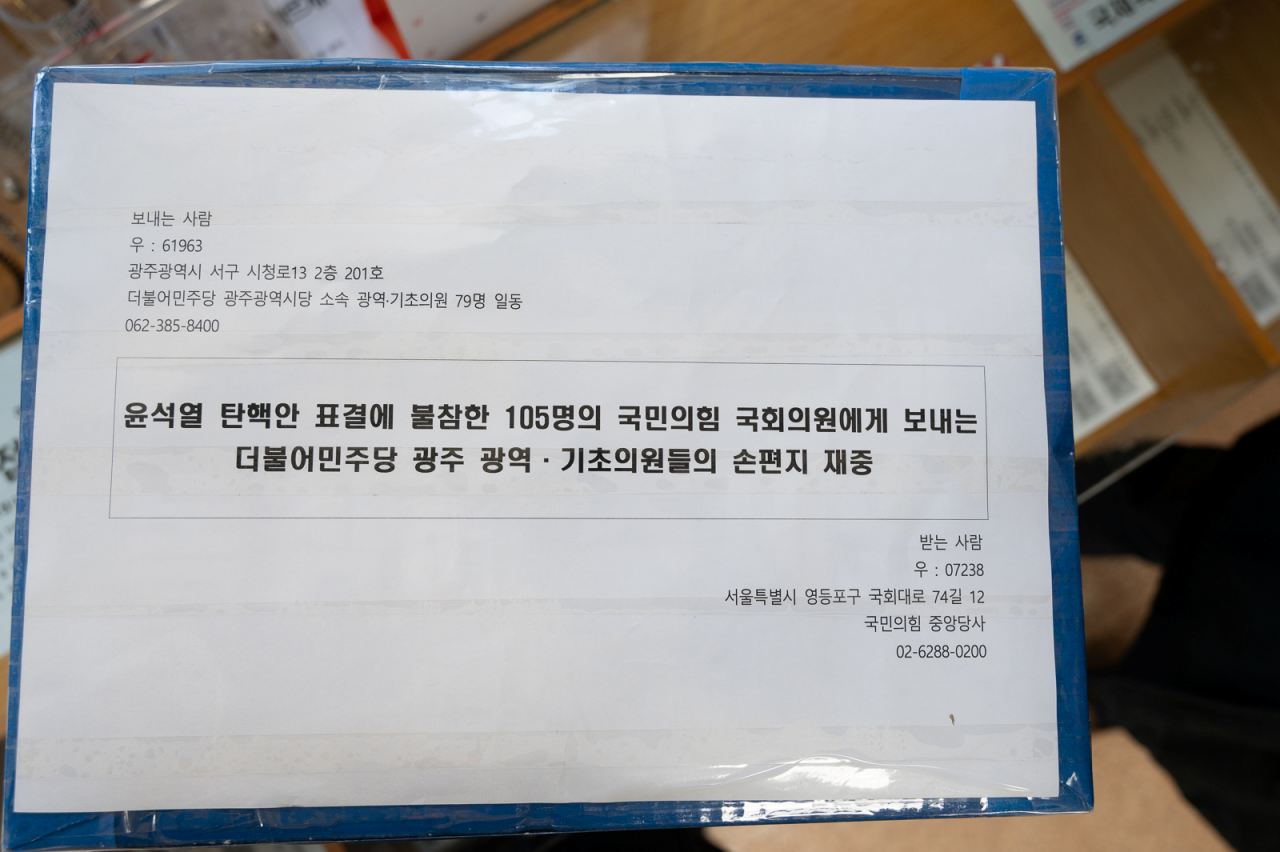 보내는 사람
우 : 61963
광주광역시 서구 시청로13 2층 201호
더불어민주당 광주광역시당 소속 광역·기초의원 79명 일동
062-385-8400
윤석열 탄핵안 표결에 불참한 105명의 국민의힘 국회의원에게 보내는
더불어민주당 광주 광역 · 기초의원들의 손편지 재중
받는 사람
우 : 07238
서울특별시 영등포구 국회대로 74길 12
국민의힘 중앙당사
02-6288-0200